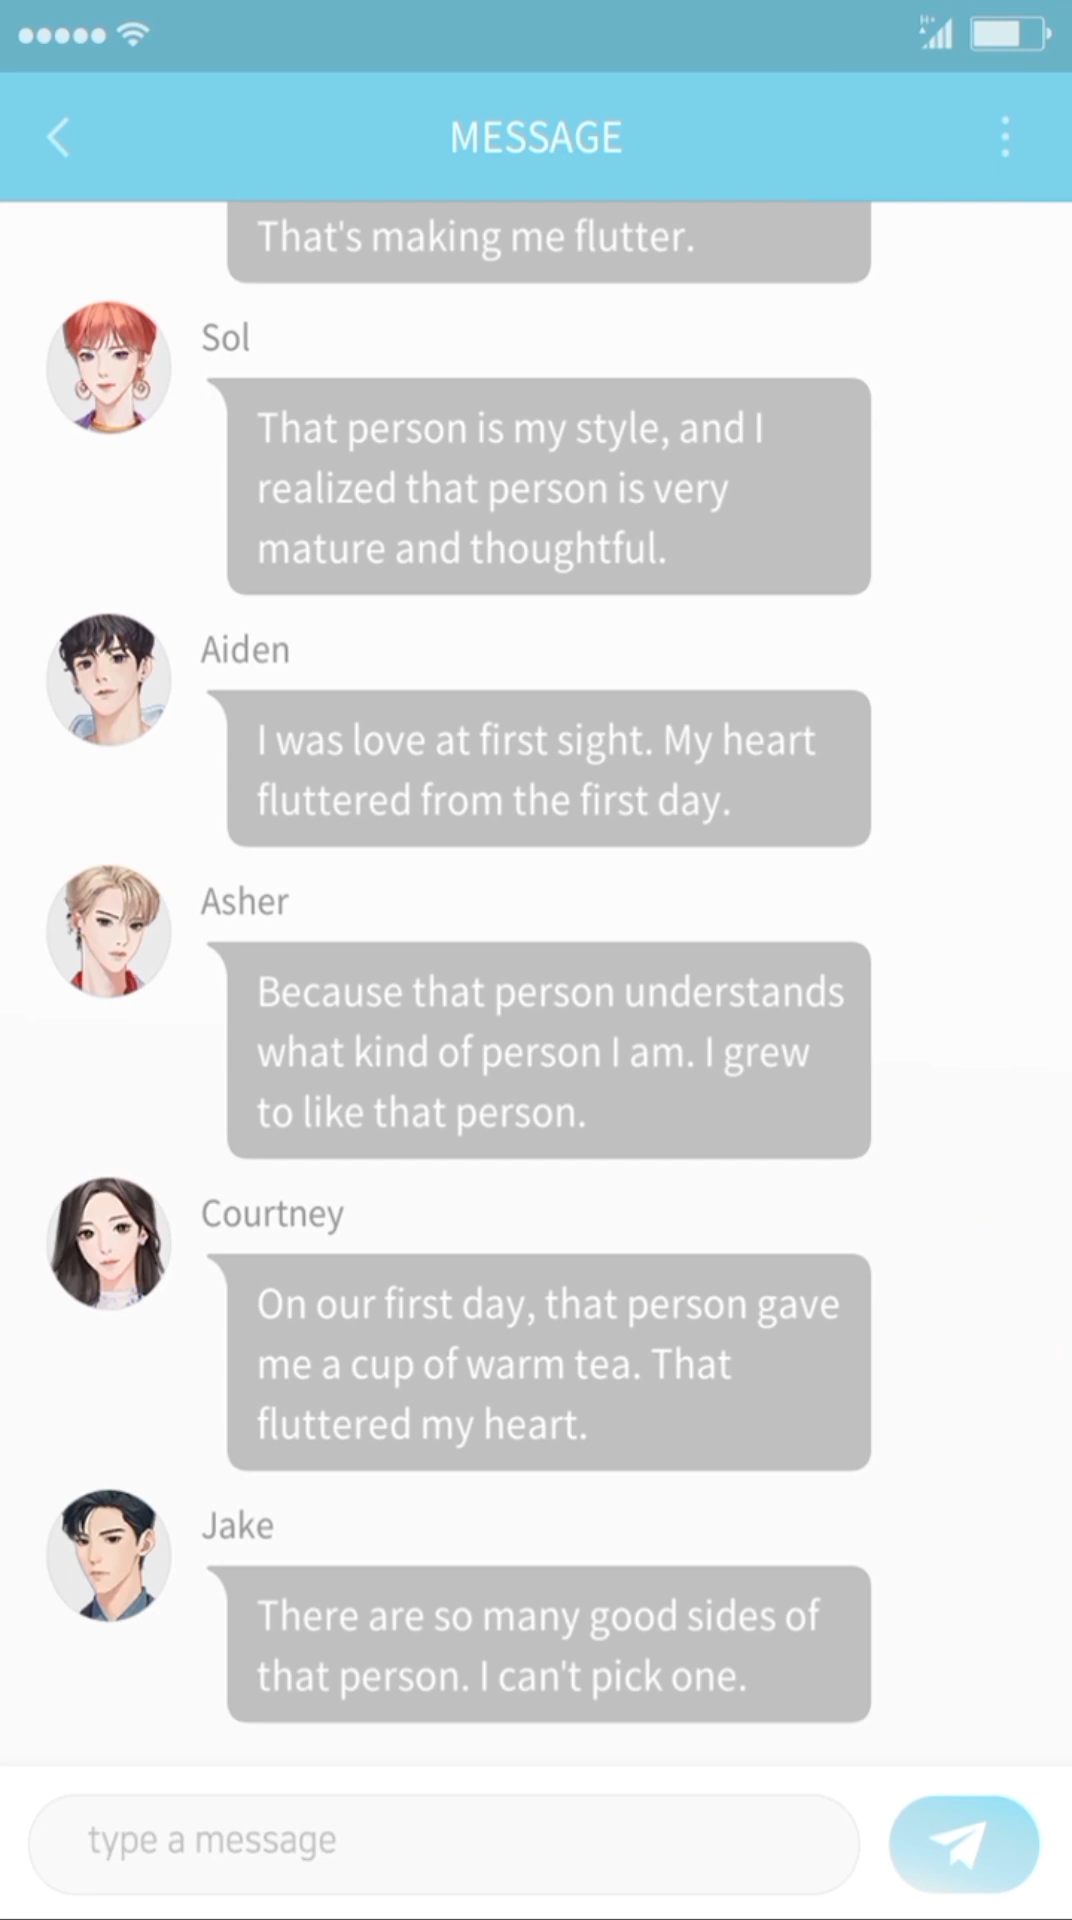 MESSAGE
That's making me flutter.
Sol
That person is my style, and I
realized that person is very
mature and thoughtful.
Aiden
I was love at first sight. My heart
fluttered from the first day.
Asher
Because that person understands
what kind of person I am. I grew
to like that person.
Courtney
On our first day, that person gave
me a cup of warm tea. That
fluttered my heart.
Jake
There are so many good sides of
that person. I can't pick one.
type a message